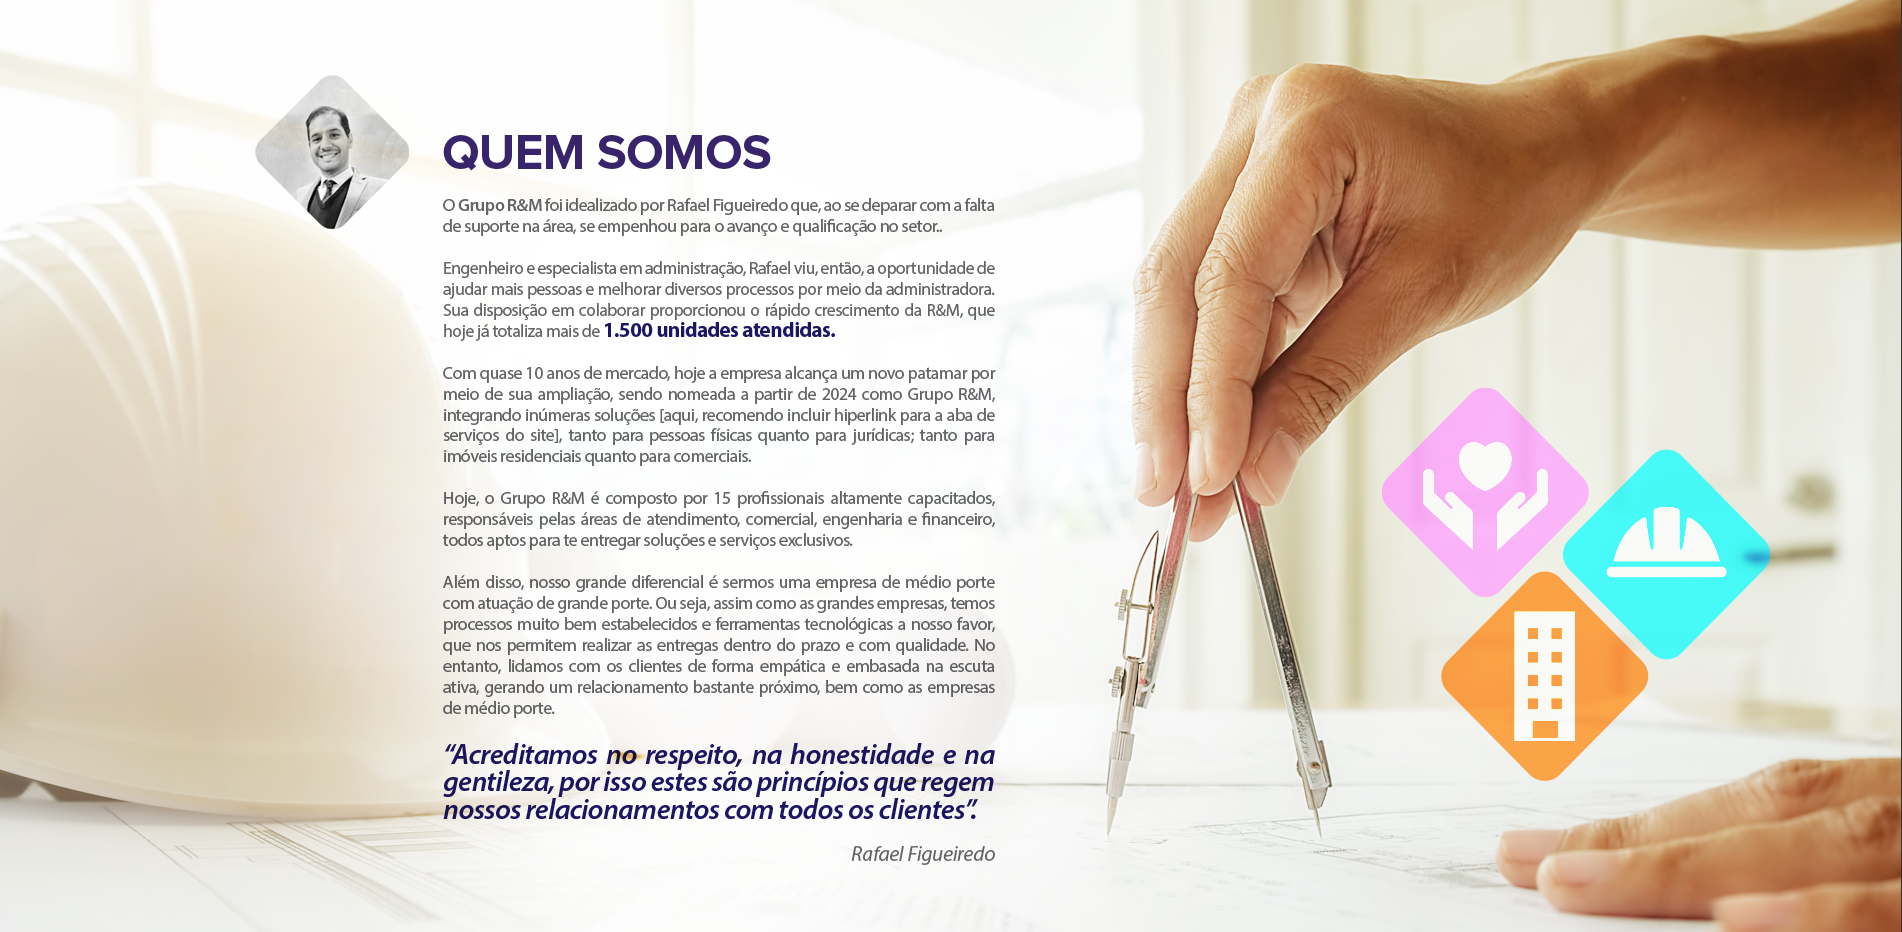 QUEM SOMOS
O Grupo R&M foi idealizado por Rafael Figueiredo que, ao se deparar com a falta
de suporte na área, se empenhou para o avanço e qualificação no setor..
Engenheiro e especialista em administração, Rafael viu, então, a oportunidade de
ajudar mais pessoas e melhorar diversos processos por meio da administradora.
Sua disposição em colaborar proporcionou o rápido crescimento da R&M, que
hoje já totaliza mais de 1.500 unidades atendidas.
Com quase 10 anos de mercado, hoje a empresa alcança um novo patamar por
meio de sua ampliação, sendo nomeada a partir de 2024 como Grupo R&M,
integrando inúmeras soluções [aqui, recomendo incluir hiperlink para a aba de
serviços do site], tanto para pessoas físicas quanto para jurídicas; tanto para
imóveis residenciais quanto para comerciais.
Hoje, o Grupo R&M é composto por 15 profissionais altamente capacitados,
responsáveis pelas áreas de atendimento, comercial, engenharia e financeiro,
todos aptos para te entregar soluções e serviços exclusivos.
Além disso, nosso grande diferencial é sermos uma empresa de médio porte
com atuação de grande porte. Ou seja, assim como as grandes empresas, temos
processos muito bem estabelecidos e ferramentas tecnológicas a nosso favor,
que nos permitem realizar as entregas dentro do prazo e com qualidade. No
entanto, lidamos com os clientes de forma empática e embasada na escuta
ativa, gerando um relacionamento bastante próximo, bem como as empresas
de médio porte.
“Acreditamos no respeito, na honestidade e na
gentileza, por isso estes são princípios que regem
nossos relacionamentos com todos os clientes”.
Rafael Figueiredo